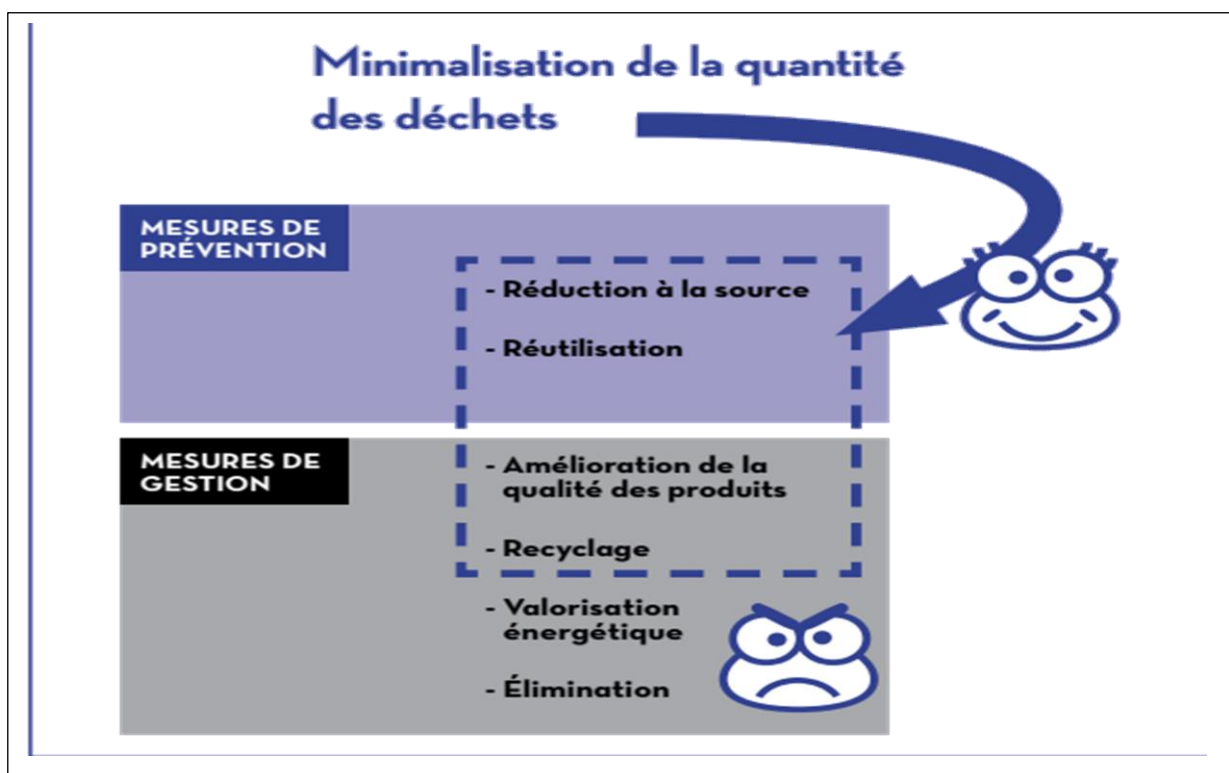 Minimalisation de la quantité
des déchets
MESURES DE
PRÉVENTION
- Réduction à la source
- Réutilisation
MESURES DE
GESTION
- Amélioration de la
qualité des produits
- Recyclage
- Valorisation
énergétique
- Élimination